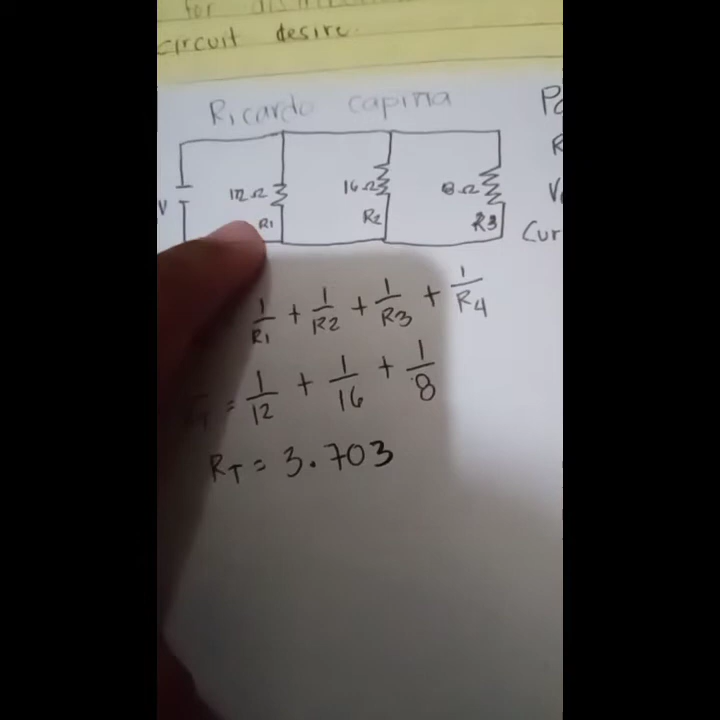 for
circuit desire.
Ricardo capina
V 12Ω R1 16Ω R2 8Ω R3
1/R1 + 1/R2 + 1/R3 + 1/R4
= 1/12 + 1/16 + 1/8
RT = 3.703